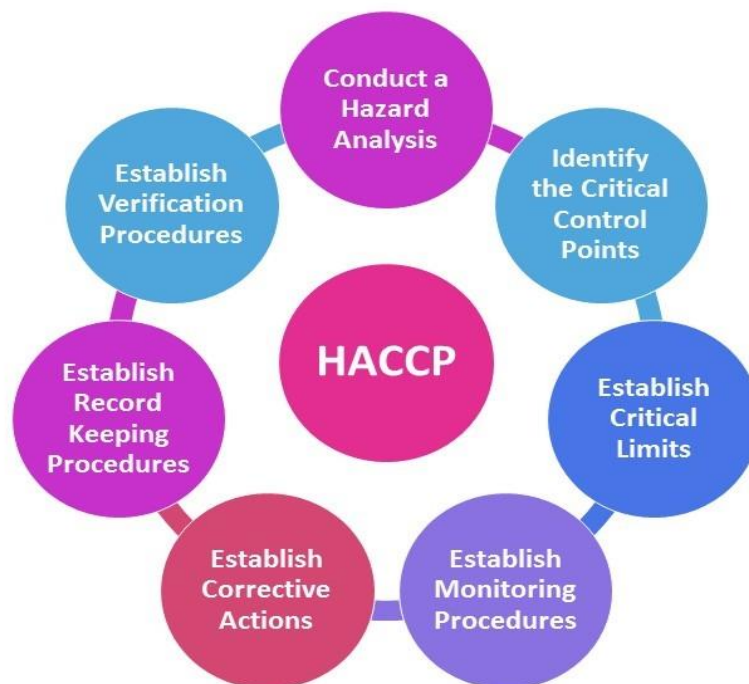 Conduct a
Hazard
Analysis
Identify
the Critical
Control
Points
Establish
Critical
Limits
Establish
Monitoring
Procedures
Establish
Corrective
Actions
Establish
Record
Keeping
Procedures
Establish
Verification
Procedures
HACCP